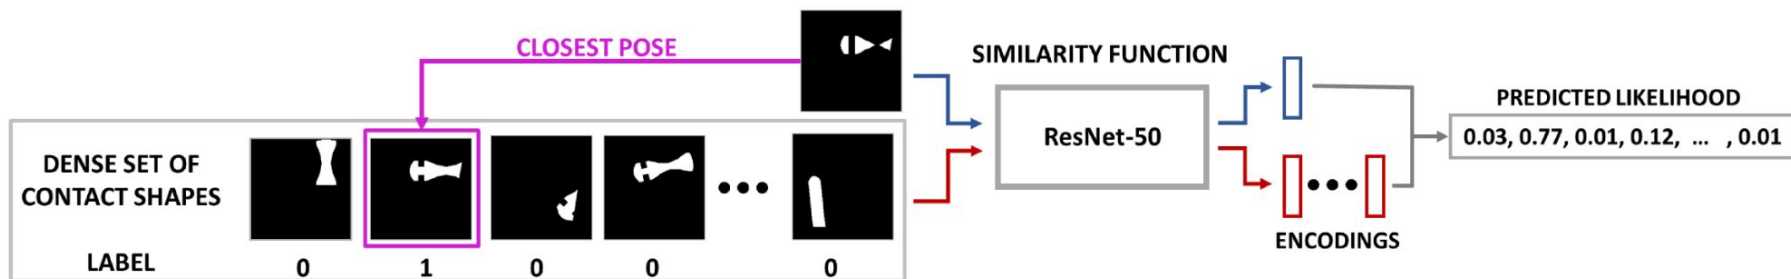 CLOSEST POSE
SIMILARITY FUNCTION
ResNet-50
PREDICTED LIKELIHOOD
0.03, 0.77, 0.01, 0.12, ... , 0.01
DENSE SET OF
CONTACT SHAPES
ENCODINGS
LABEL 0 1 0 0 0